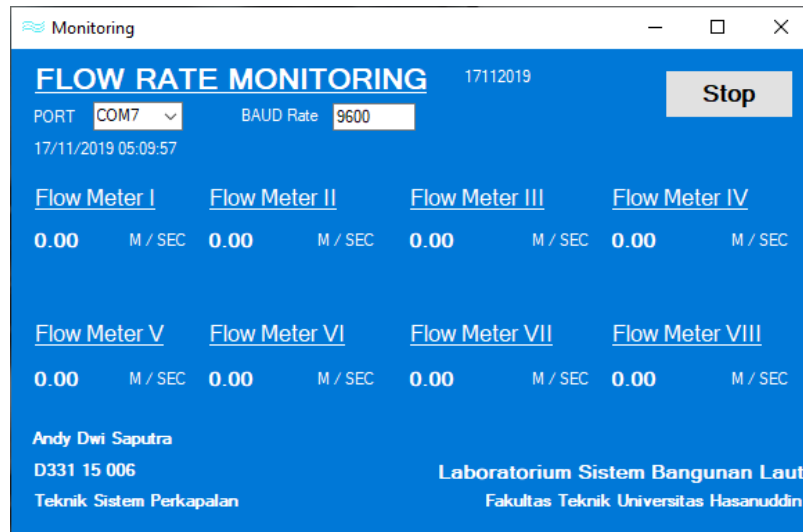 Monitoring
FLOW RATE MONITORING 17112019
Stop
PORT COM7 BAUD Rate 9600
17/11/2019 05:09:57
Flow Meter I Flow Meter II Flow Meter III Flow Meter IV
0.00 M / SEC 0.00 M / SEC 0.00 M / SEC 0.00 M / SEC
Flow Meter V Flow Meter VI Flow Meter VII Flow Meter VIII
0.00 M / SEC 0.00 M / SEC 0.00 M / SEC 0.00 M / SEC
Andy Dwi Saputra
D331 15 006
Teknik Sistem Perkapalan
Laboratorium Sistem Bangunan Laut
Fakultas Teknik Universitas Hasanuddin